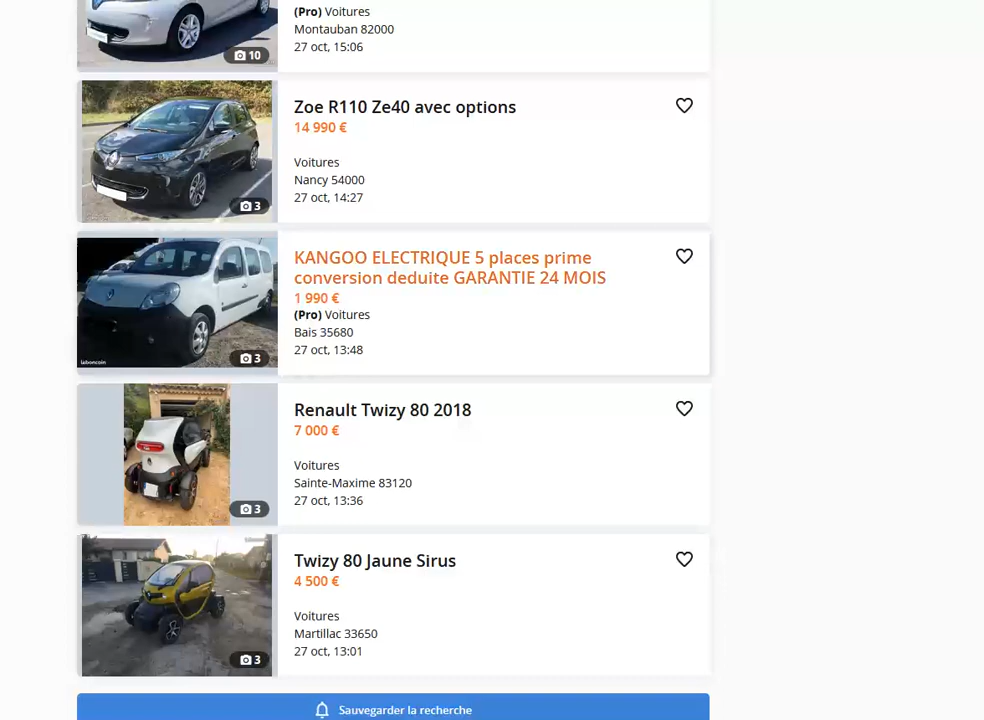 (Pro) Voitures
Montauban 82000
27 oct, 15:06
10
Zoe R110 Ze40 avec options
14 990 €
Voitures
Nancy 54000
27 oct, 14:27
3
KANGOO ELECTRIQUE 5 places prime
conversion deduite GARANTIE 24 MOIS
1 990 €
(Pro) Voitures
Bais 35680
27 oct, 13:48
leboncoin
3
Renault Twizy 80 2018
7 000 €
Voitures
Sainte-Maxime 83120
27 oct, 13:36
3
Twizy 80 Jaune Sirus
4 500 €
Voitures
Martillac 33650
27 oct, 13:01
3
Sauvegarder la recherche